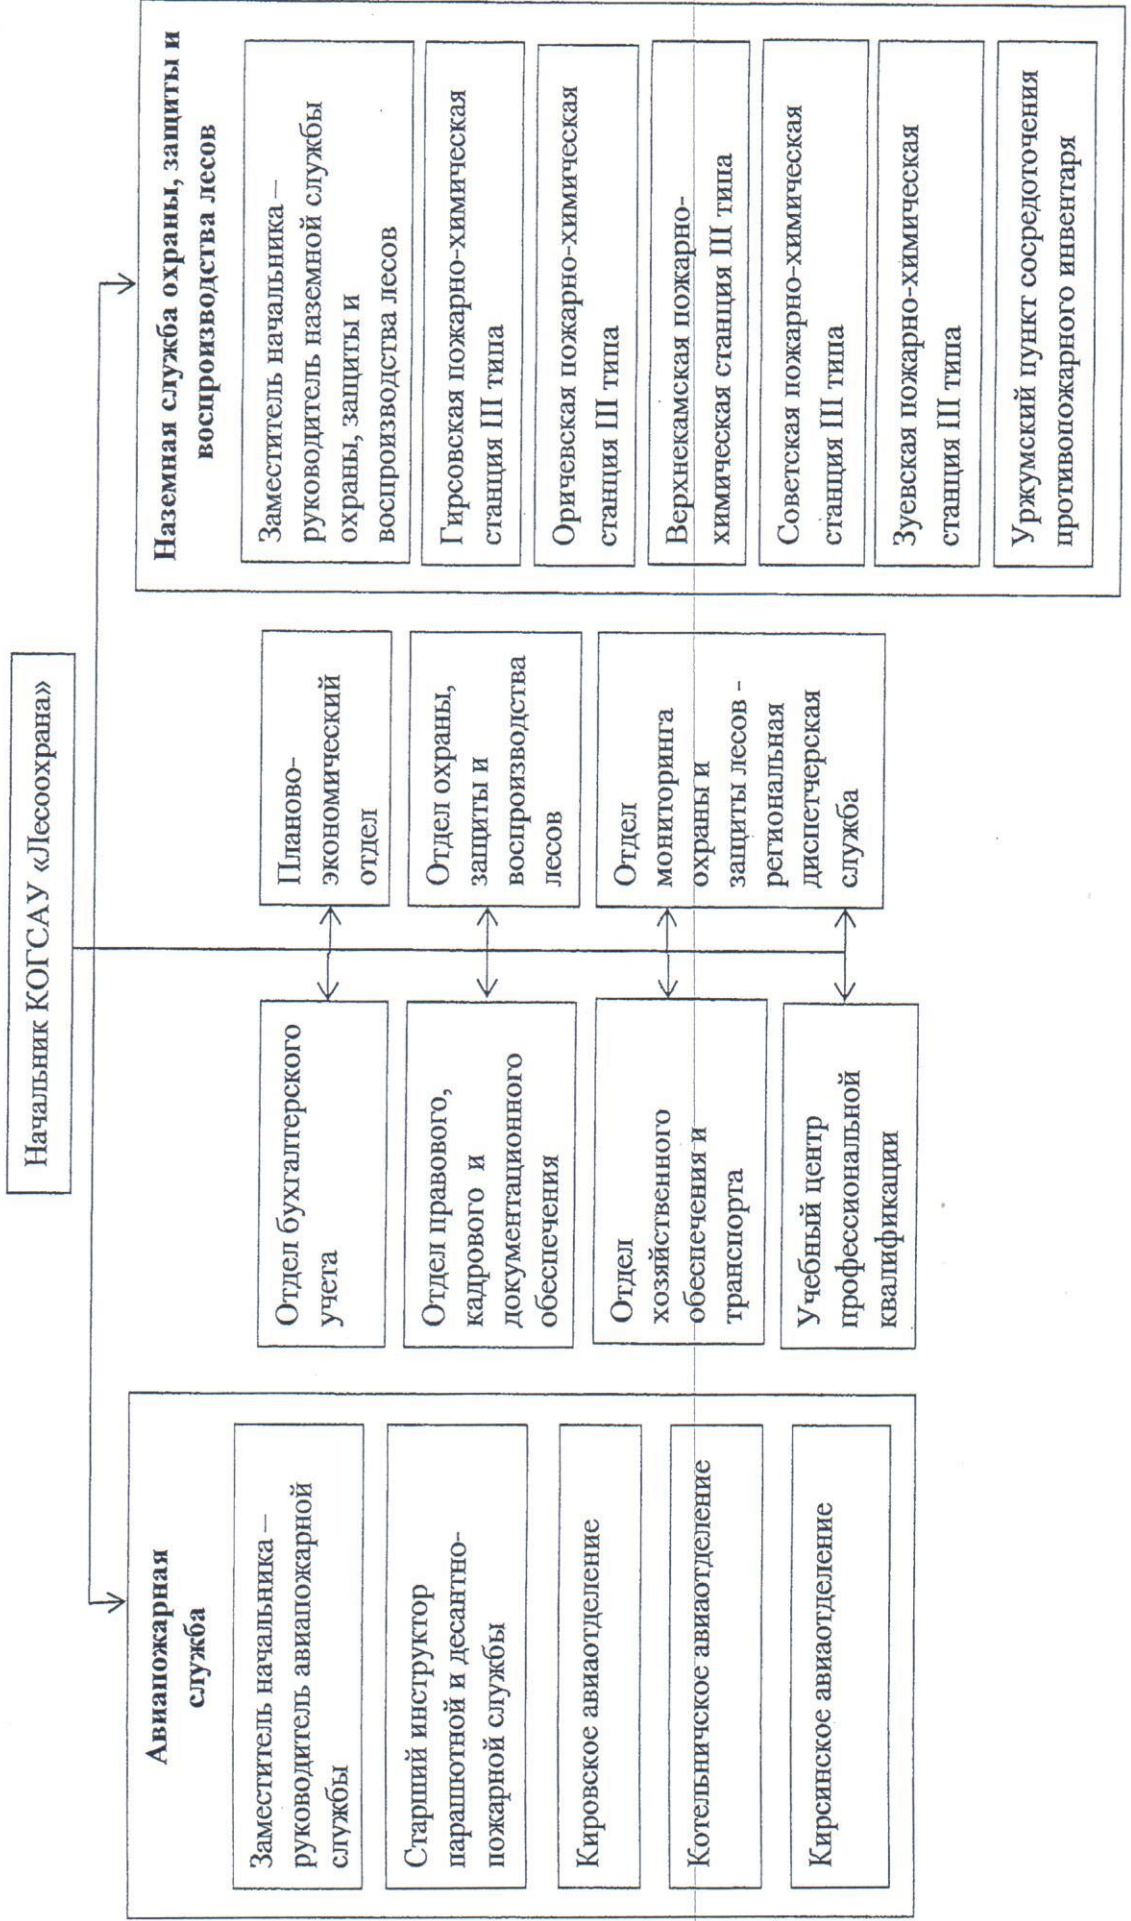 Начальник КОГСАУ «Лесоохрана»
Авиапожарная
служба
Заместитель начальника –
руководитель авиапожарной
службы
Старший инструктор
парашютной и десантно-
пожарной службы
Кировское авиаотделение
Котельничское авиаотделение
Кирсинское авиаотделение
Отдел бухгалтерского
учета
Отдел правового,
кадрового и
документационного
обеспечения
Отдел
хозяйственного
обеспечения и
транспорта
Учебный центр
профессиональной
квалификации
Планово-
экономический
отдел
Отдел охраны,
защиты и
воспроизводства
лесов
Отдел
мониторинга
охраны и
защиты лесов -
региональная
диспетчерская
служба
Наземная служба охраны, защиты и
воспроизводства лесов
Заместитель начальника –
руководитель наземной службы
охраны, защиты и
воспроизводства лесов
Гирсовская пожарно-химическая
станция III типа
Оричевская пожарно-химическая
станция III типа
Верхнекамская пожарно-
химическая станция III типа
Советская пожарно-химическая
станция III типа
Зуевская пожарно-химическая
станция III типа
Уржумский пункт сосредоточения
противопожарного инвентаря